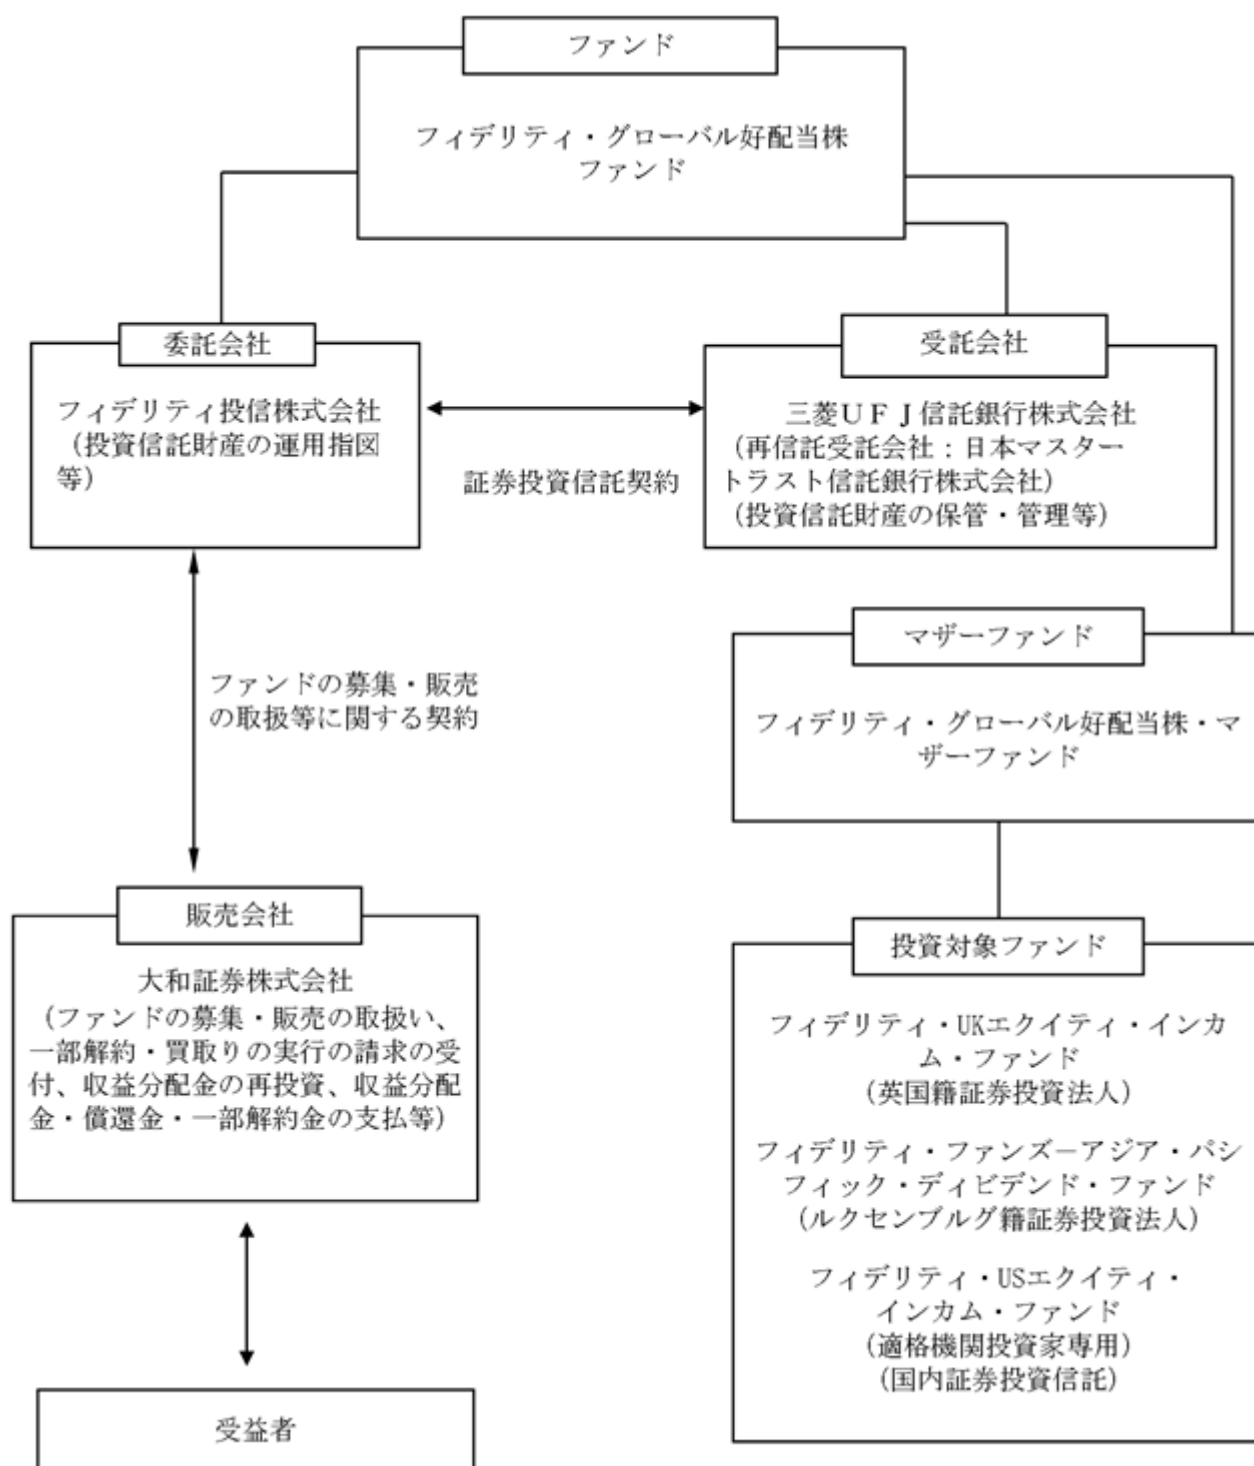 ファンド
フィデリティ・グローバル好配当株
ファンド
委託会社
フィデリティ投信株式会社
（投資信託財産の運用指図
等）
証券投資信託契約
受託会社
三菱ＵＦＪ信託銀行株式会社
（再信託受託会社：日本マスター
トラスト信託銀行株式会社）
（投資信託財産の保管・管理等）
ファンドの募集・販売
の取扱等に関する契約
マザーファンド
フィデリティ・グローバル好配当株・マ
ザーファンド
販売会社
大和証券株式会社
（ファンドの募集・販売の取扱い、
一部解約・買取りの実行の請求の受
付、収益分配金の再投資、収益分配
金・償還金・一部解約金の支払等）
投資対象ファンド
フィデリティ・UKエクイティ・インカ
ム・ファンド
（英国籍証券投資法人）
フィデリティ・ファンズ－アジア・パシ
フィック・ディビデンド・ファンド
（ルクセンブルグ籍証券投資法人）
フィデリティ・USエクイティ・
インカム・ファンド
（適格機関投資家専用）
（国内証券投資信託）
受益者